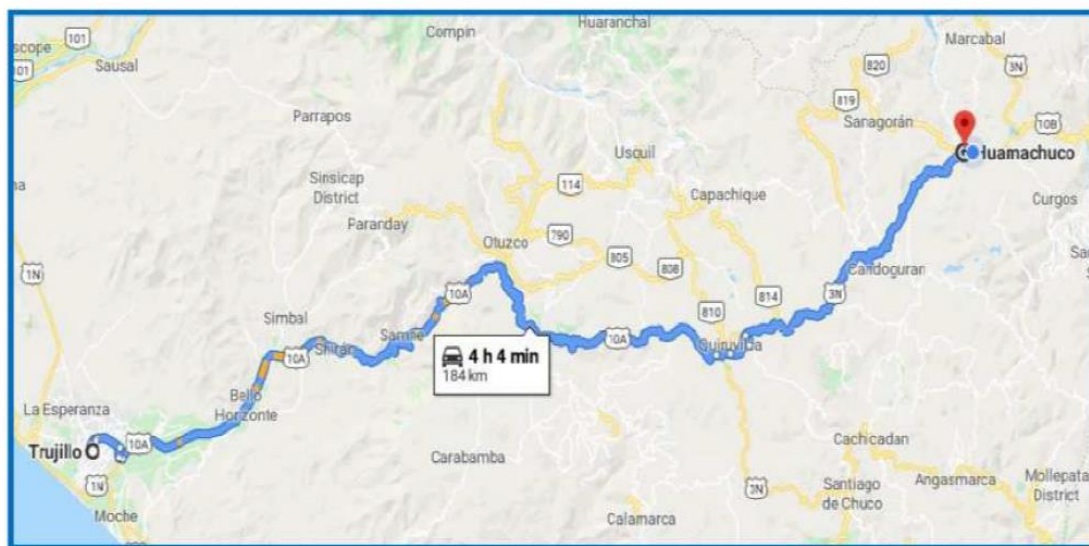 Huaranchal
101
scope
101
Sausal
Compin
Marcabal
820
3N
819
Sanagorán
10B
Parrapos
Huamachuco
Usquil
Sinsicap
District
114
Capachique
Curgos
Paranday
Otuzco
790
805
808
1N
10A
Candoguran
3N
814
810
Simbal
Samne
10A
Shiran
10A
Quiruvilca
4 h 4 min
184 km
Bello
Horizonte
La Esperanza
Trujillo
10A
Cachicadan
Carabamba
1N
3N
Santiago
de Chuco
Angasmarca
Mollepata
District
Moche
Calamarca